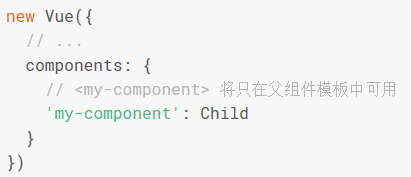 new Vue({
  // ...
  components: {
    // <my-component> 将只在父组件模板中可用
    'my-component': Child
  }
})